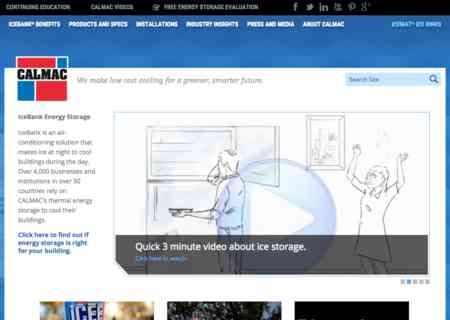 CONTINUING EDUCATION CALMAC VIDEOS FREE ENERGY STORAGE EVALUATION
ICEBANK® BENEFITS PRODUCTS AND SPECS INSTALLATIONS INDUSTRY INSIGHTS PRESS AND MEDIA ABOUT CALMAC ICEMAT® ICE RINKS
CALMAC
We make low cost cooling for a greener, smarter future.
Search Site
IceBank Energy Storage
IceBank is an air-
conditioning solution that
makes ice at night to cool
buildings during the day.
Over 4,000 businesses and
institutions in over 50
countries rely on
CALMAC's thermal energy
storage to cool their
buildings.
Click here to find out if
energy storage is right
for your building.
Quick 3 minute video about ice storage.
Click here to watch
ICEE